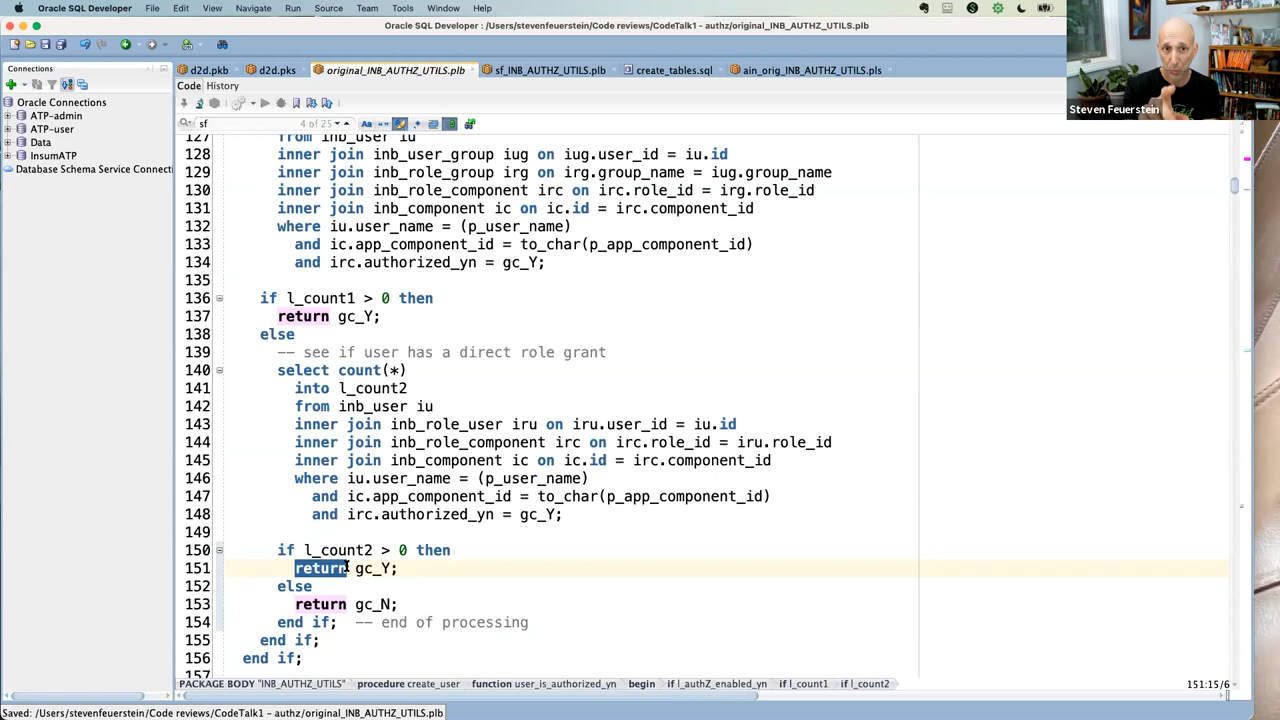 SQL Developer File Edit View Navigate Run Source Team Tools Window Help
Oracle SQL Developer : /Users/stevenfeuerstein/Code reviews/CodeTalk1 - authz/original_INB_AUTHZ_UTILS.plb
Connections
d2d.pkb d2d.pks original_INB_AUTHZ_UTILS.plb sf_INB_AUTHZ_UTILS.plb create_tables.sql ain_orig_INB_AUTHZ_UTILS.pls
Code History
Oracle Connections
ATP-admin
ATP-user
Data
InsumATP
Database Schema Service Connecti
sf 4 of 25
Steven Feuerstein
127 from inb_user iu
128 inner join inb_user_group iug on iug.user_id = iu.id
129 inner join inb_role_group irg on irg.group_name = iug.group_name
130 inner join inb_role_component irc on irc.role_id = irg.role_id
131 inner join inb_component ic on ic.id = irc.component_id
132 where iu.user_name = (p_user_name)
133 and ic.app_component_id = to_char(p_app_component_id)
134 and irc.authorized_yn = gc_Y;
135
136 if l_count1 > 0 then
137 return gc_Y;
138 else
139 -- see if user has a direct role grant
140 select count(*)
141 into l_count2
142 from inb_user iu
143 inner join inb_role_user iru on iru.user_id = iu.id
144 inner join inb_role_component irc on irc.role_id = iru.role_id
145 inner join inb_component ic on ic.id = irc.component_id
146 where iu.user_name = (p_user_name)
147 and ic.app_component_id = to_char(p_app_component_id)
148 and irc.authorized_yn = gc_Y;
149
150 if l_count2 > 0 then
151 return gc_Y;
152 else
153 return gc_N;
154 end if; -- end of processing
155 end if;
156 end if;
157
PACKAGE BODY "INB_AUTHZ_UTILS" procedure create_user function user_is_authorized_yn begin if l_authZ_enabled_yn if l_count1 if l_count2 151:15/6
Saved: /Users/stevenfeuerstein/Code reviews/CodeTalk1 - authz/original_INB_AUTHZ_UTILS.plb